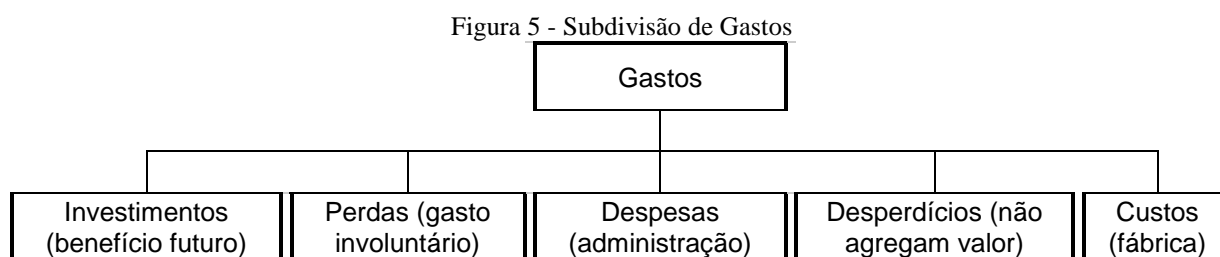 Figura 5 - Subdivisão de Gastos
Gastos
Investimentos
(benefício futuro)
Perdas (gasto
involuntário)
Despesas
(administração)
Desperdícios (não
agregam valor)
Custos
(fábrica)